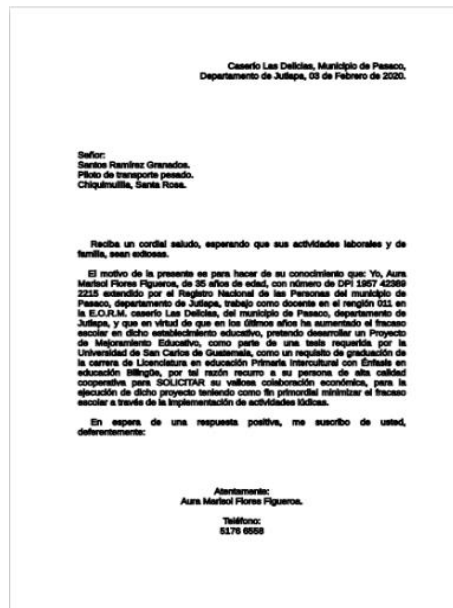 Caserío Las Delicias, Municipio de Pasaco,
Departamento de Jutiapa, 03 de Febrero de 2020.
Señor:
Santos Ramírez Granados.
Piloto de transporte pesado.
Chiquimulilla, Santa Rosa.
Reciba un cordial saludo, esperando que sus actividades laborales y de
familia, sean exitosas.
El motivo de la presente es para hacer de su conocimiento que: Yo, Aura
Marisol Flores Figueroa, de 35 años de edad, con número de DPI 1957 42389
2215 extendido por el Registro Nacional de las Personas del municipio de
Pasaco, departamento de Jutiapa, trabajo como docente en el renglón 011 en
la E.O.R.M. caserío Las Delicias, del municipio de Pasaco, departamento de
Jutiapa, y que en virtud de que en los últimos años ha aumentado el fracaso
escolar en dicho establecimiento educativo, pretendo desarrollar un Proyecto
de Mejoramiento Educativo, como parte de una tesis requerida por la
Universidad de San Carlos de Guatemala, como un requisito de graduación de
la carrera de Licenciatura en educación Primaria Intercultural con Énfasis en
educación Bilingüe, por tal razón recurro a su persona de alta calidad
cooperativa para SOLICITAR su valiosa colaboración económica, para la
ejecución de dicho proyecto teniendo como fin primordial minimizar el fracaso
escolar a través de la implementación de actividades lúdicas.
En espera de una respuesta positiva, me suscribo de usted,
deferentemente:
Atentamente:
Aura Marisol Flores Figueroa.
Teléfono:
5176 6558